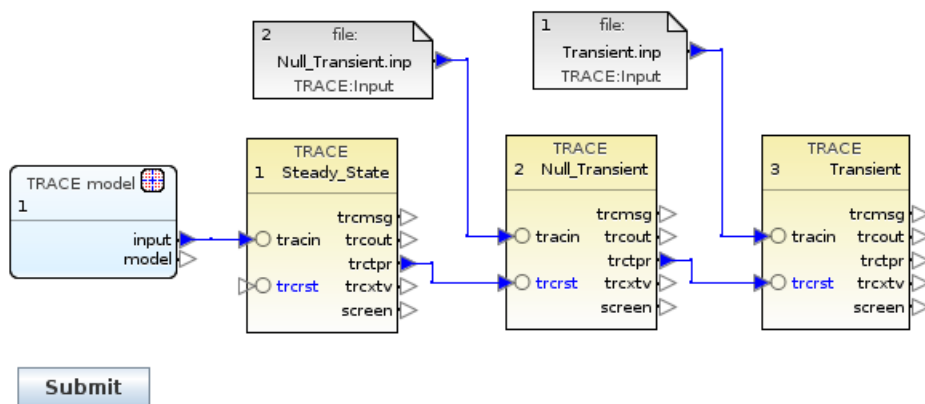 2 file:
Null_Transient.inp
TRACE:Input
1 file:
Transient.inp
TRACE:Input
TRACE model
1
input
model
TRACE
1 Steady_State
trcmsg
tracin trcout
trctpr
trcrst trcxtv
screen
TRACE
2 Null_Transient
trcmsg
tracin trcout
trctpr
trcrst trcxtv
screen
TRACE
3 Transient
trcmsg
tracin trcout
trctpr
trcrst trcxtv
screen
Submit